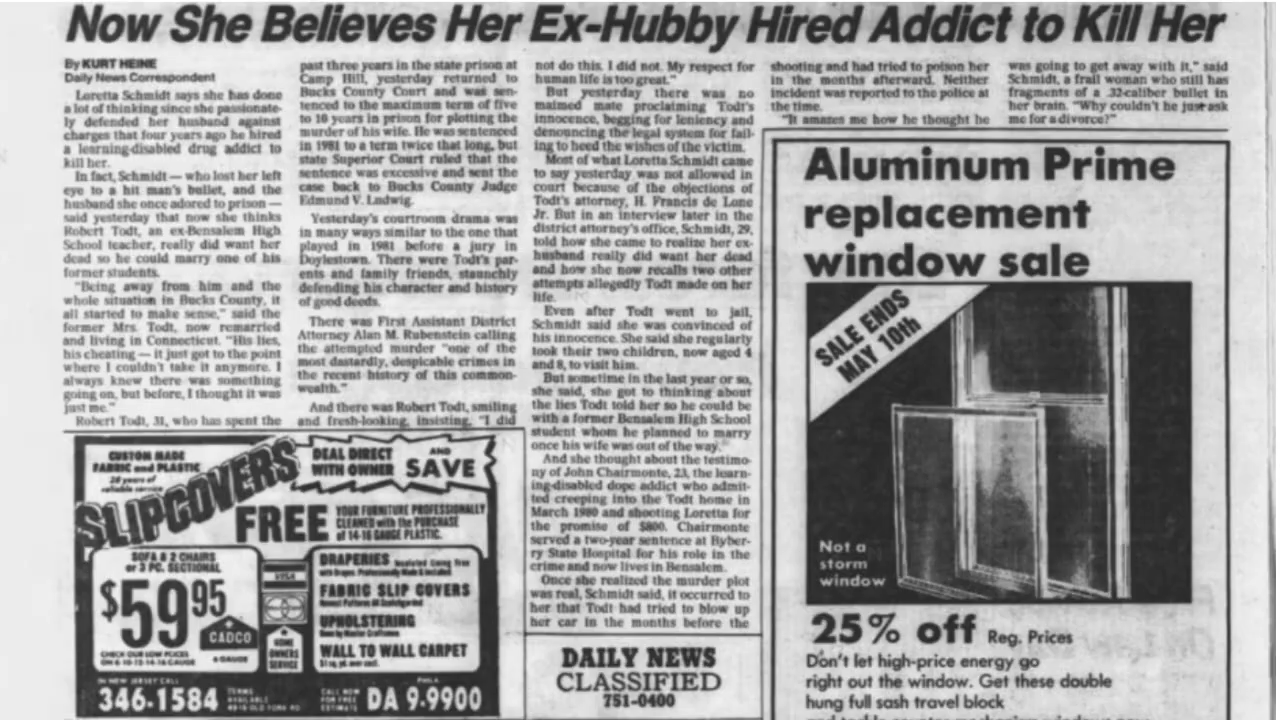 Now She Believes Her Ex-Hubby Hired Addict to Kill Her
By KURT HEINE
Daily News Correspondent
Loretta Schmidt says she has done
a lot of thinking since she passionate-
ly defended her husband against
charges that four years ago he hired
a learning-disabled drug addict to
kill her.
In fact, Schmidt — who lost her left
eye to a hit man's bullet, and the
husband she once adored to prison —
said yesterday that now she thinks
Robert Todt, an ex-Bensalem High
School teacher, really did want her
dead so he could marry one of his
former students.
"Being away from him and the
whole situation in Bucks County, it
all started to make sense," said the
former Mrs. Todt, now remarried
and living in Connecticut. "His lies,
his cheating — it just got to the point
where I couldn't take it anymore. I
always knew there was something
going on, but before, I thought it was
just me."
Robert Todt, 31, who has spent the
past three years in the state prison at
Camp Hill, yesterday returned to
Bucks County Court and was sen-
tenced to the maximum term of five
to 10 years in prison for plotting the
murder of his wife. He was sentenced
in 1981 to a term twice that long, but
state Superior Court ruled that the
sentence was excessive and sent the
case back to Bucks County Judge
Edmund V. Ludwig.
Yesterday's courtroom drama was
in many ways similar to the one that
played in 1981 before a jury in
Doylestown. There were Todt's par-
ents and family friends, staunchly
defending his character and history
of good deeds.
There was First Assistant District
Attorney Alan M. Rubenstein calling
the attempted murder "one of the
most dastardly, despicable crimes in
the recent history of this common-
wealth."
And there was Robert Todt, smiling
and fresh-looking, insisting, "I did
not do this. I did not. My respect for
human life is too great."
But yesterday there was no
maimed mate proclaiming Todt's
innocence, begging for leniency and
denouncing the legal system for fail-
ing to heed the wishes of the victim.
Most of what Loretta Schmidt came
to say yesterday was not allowed in
court because of the objections of
Todt's attorney, H. Francis de Lone
Jr. But in an interview later in the
district attorney's office, Schmidt, 29,
told how she came to realize her ex-
husband really did want her dead
and how she now recalls two other
attempts allegedly Todt made on her
life.
Even after Todt went to jail,
Schmidt said she was convinced of
his innocence. She said she regularly
took their two children, now aged 4
and 8, to visit him.
But sometime in the last year or so,
she said, she got to thinking about
the lies Todt told her so he could be
with a former Bensalem High School
student whom he planned to marry
once his wife was out of the way.
And she thought about the testimo-
ny of John Chairmonte, 23, the learn-
ing-disabled dope addict who admit-
ted creeping into the Todt home in
March 1980 and shooting Loretta for
the promise of $800. Chairmonte
served a two-year sentence at Byber-
ry State Hospital for his role in the
crime and now lives in Bensalem.
Once she realized the murder plot
was real, Schmidt said, it occurred to
her that Todt had tried to blow up
her car in the months before the
shooting and had tried to poison her
in the months afterward. Neither
incident was reported to the police at
the time.
"It amazes me how he thought he
was going to get away with it," said
Schmidt, a frail woman who still has
fragments of a .32-caliber bullet in
her brain. "Why couldn't he just ask
me for a divorce?"
CUSTOM MADE
FABRIC and PLASTIC
28 years of
reliable service
SLIPCOVERS
DEAL DIRECT
WITH OWNER
AND
SAVE
FREE
YOUR FURNITURE PROFESSIONALLY
CLEANED with the PURCHASE
of 14-16 GAUGE PLASTIC.
SOFA & 2 CHAIRS
or 3 PC. SECTIONAL
$59.95
CADCO
6 GAUGE
CHECK OUR LOW PRICES
ON 8-10-12-14-16 GAUGE
VISA
HOME
OWNERS
SERVICE
DRAPERIES
FABRIC SLIP COVERS
UPHOLSTERING
Done by Master Craftsmen
WALL TO WALL CARPET
IN NEW JERSEY CALL
346-1584
TERMS
AVAILABLE
CALL NOW
FOR FREE
ESTIMATE
PHILA.
DA 9-9900
DAILY NEWS
CLASSIFIED
751-0400
Aluminum Prime
replacement
window sale
SALE ENDS
MAY 10th
Not a
storm
window
25% off Reg. Prices
Don't let high-price energy go
right out the window. Get these double
hung full sash travel block